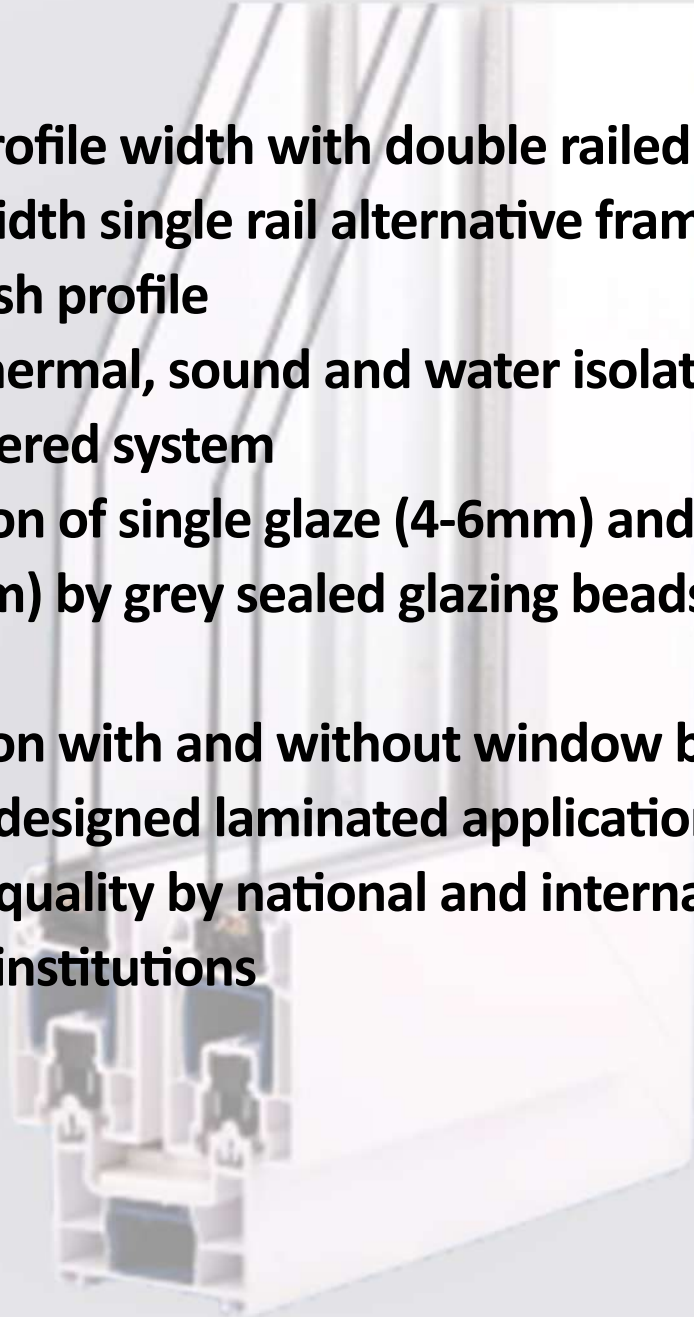 rofile width with double railed
idth single rail alternative fram
sh profile
hermal, sound and water isolat
ered system
on of single glaze (4-6mm) and
m) by grey sealed glazing beads
on with and without window b
designed laminated application
quality by national and interna
institutions